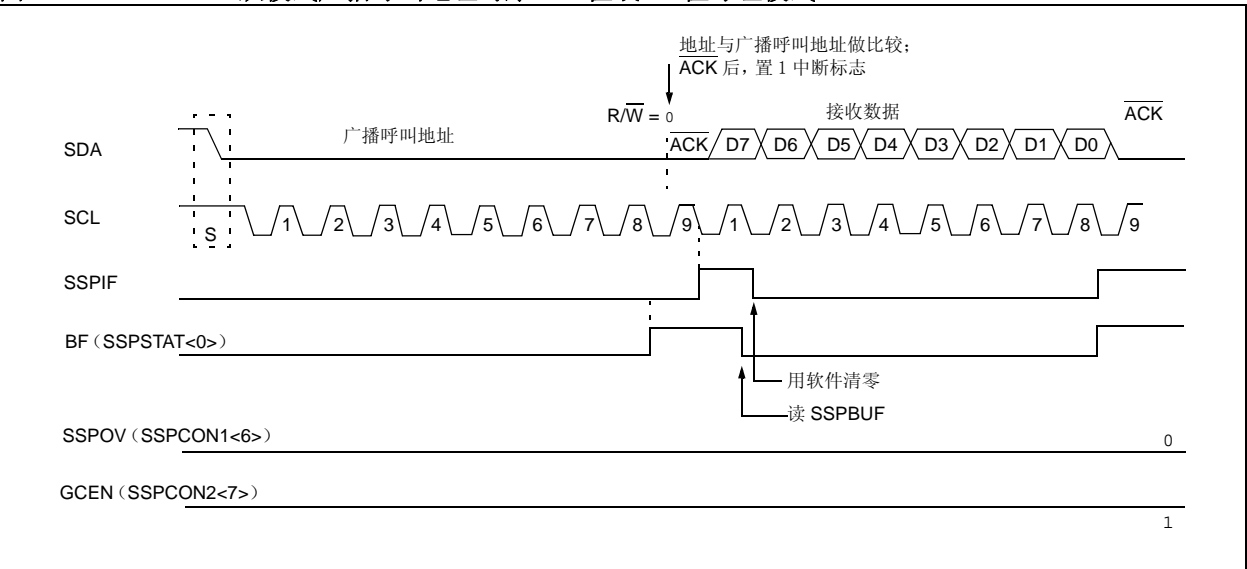 地址与广播呼叫地址做比较；
ACK 后，置 1 中断标志
R/W = 0
接收数据
ACK
广播呼叫地址
SDA
ACK D7 D6 D5 D4 D3 D2 D1 D0
SCL
S
1 2 3 4 5 6 7 8 9 1 2 3 4 5 6 7 8 9
SSPIF
BF（SSPSTAT<0>）
用软件清零
读 SSPBUF
SSPOV（SSPCON1<6>）
0
GCEN（SSPCON2<7>）
1